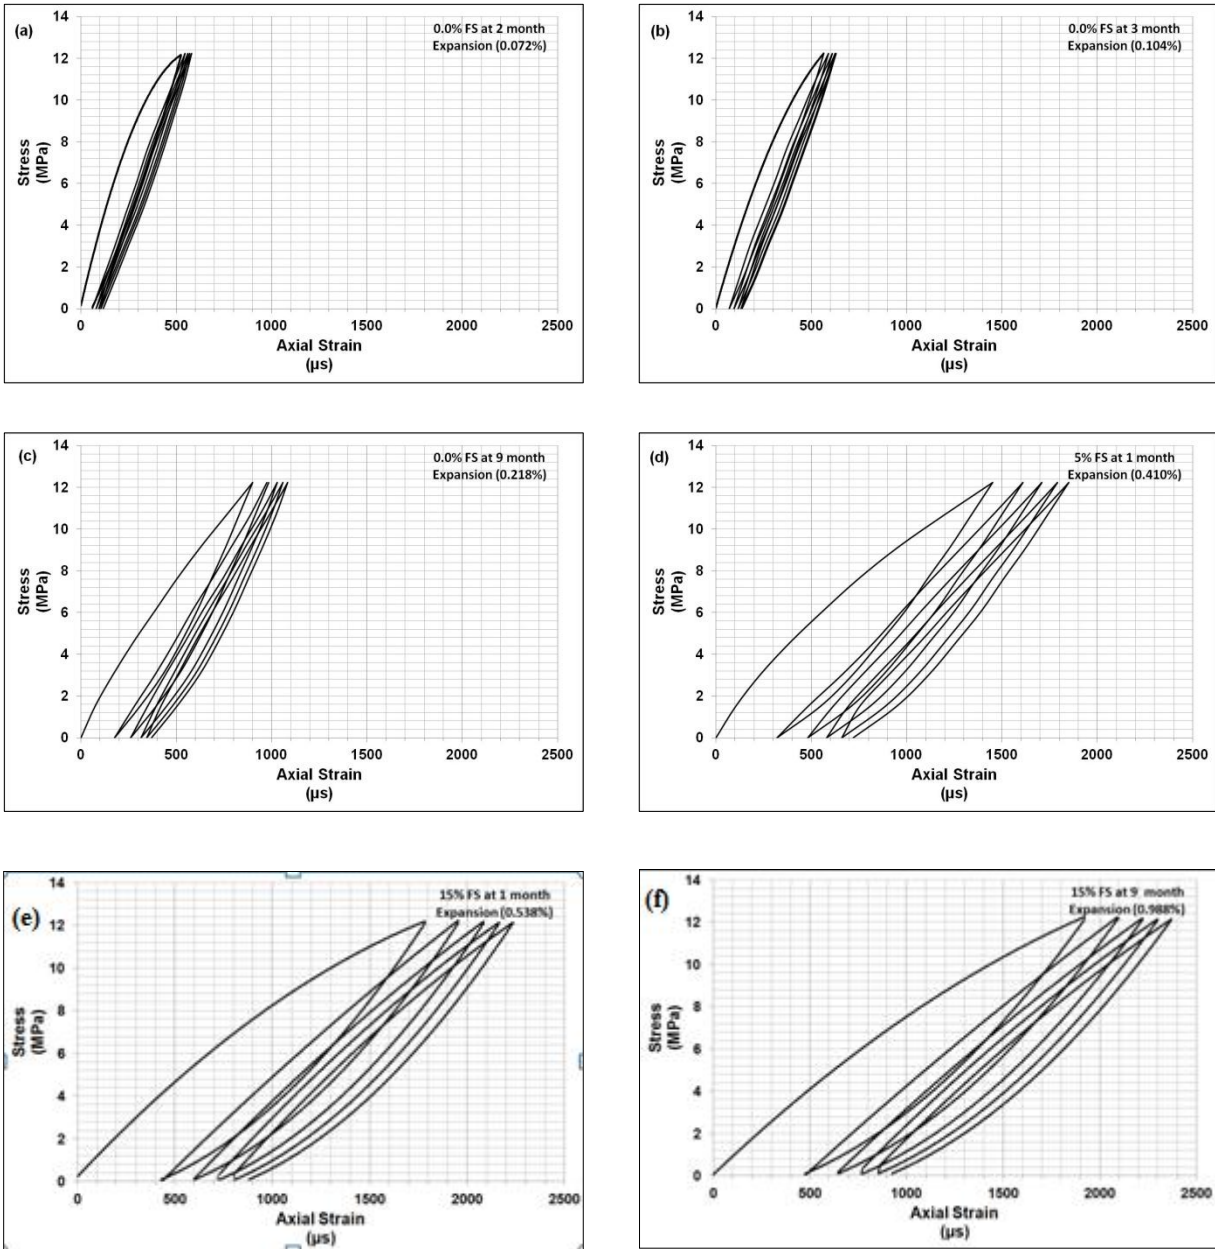 (a)
0.0% FS at 2 month
Expansion (0.072%)
14
12
10
8
6
4
2
0
Stress
(MPa)
0 500 1000 1500 2000 2500
Axial Strain
(µs)
(b)
0.0% FS at 3 month
Expansion (0.104%)
14
12
10
8
6
4
2
0
Stress
(MPa)
0 500 1000 1500 2000 2500
Axial Strain
(µs)
(c)
0.0% FS at 9 month
Expansion (0.218%)
14
12
10
8
6
4
2
0
Stress
(MPa)
0 500 1000 1500 2000 2500
Axial Strain
(µs)
(d)
5% FS at 1 month
Expansion (0.410%)
14
12
10
8
6
4
2
0
Stress
(MPa)
0 500 1000 1500 2000 2500
Axial Strain
(µs)
(e)
15% FS at 1 month
Expansion (0.538%)
14
12
10
8
6
4
2
0
Stress
(MPa)
0 500 1000 1500 2000 2500
Axial Strain
(µs)
(f)
15% FS at 9 month
Expansion (0.988%)
14
12
10
8
6
4
2
0
Stress
(MPa)
0 500 1000 1500 2000 2500
Axial Strain
(µs)